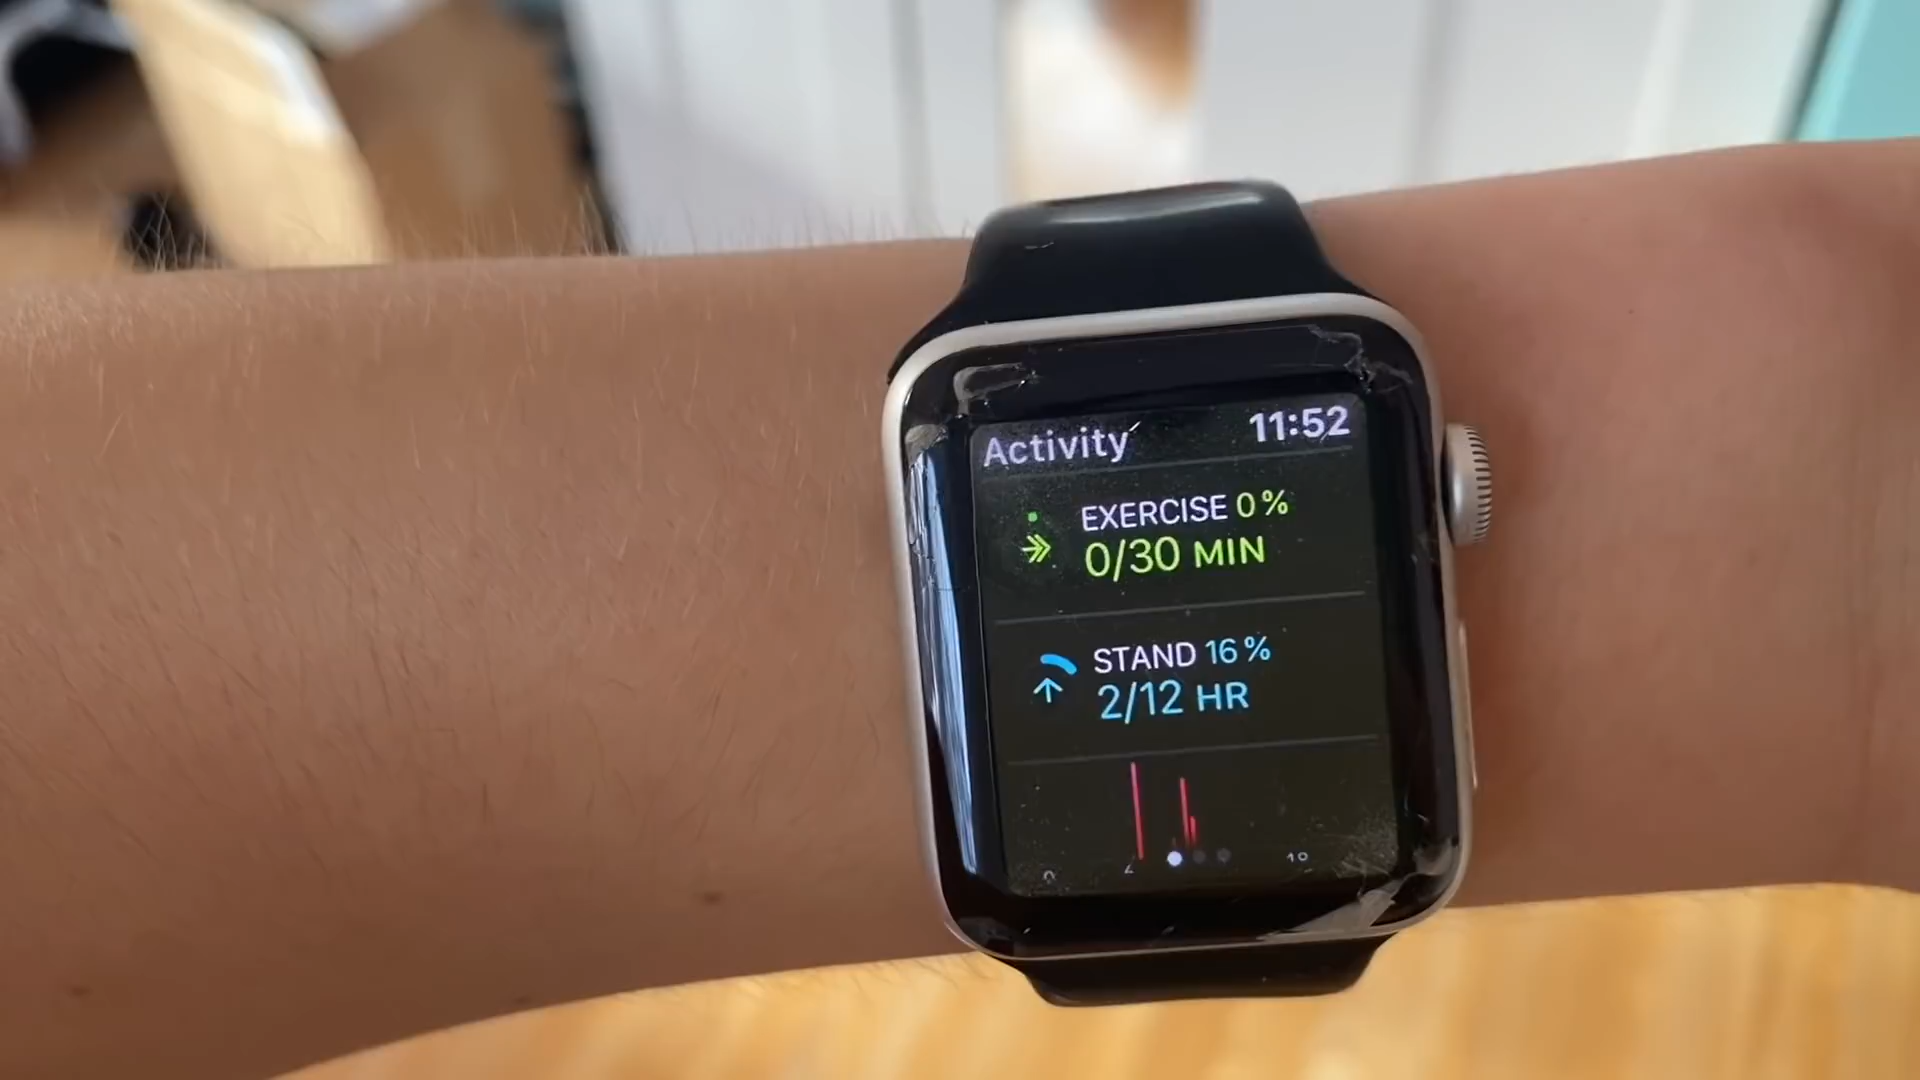 Activity 11:52
EXERCISE 0%
0/30 MIN
STAND 16%
2/12 HR